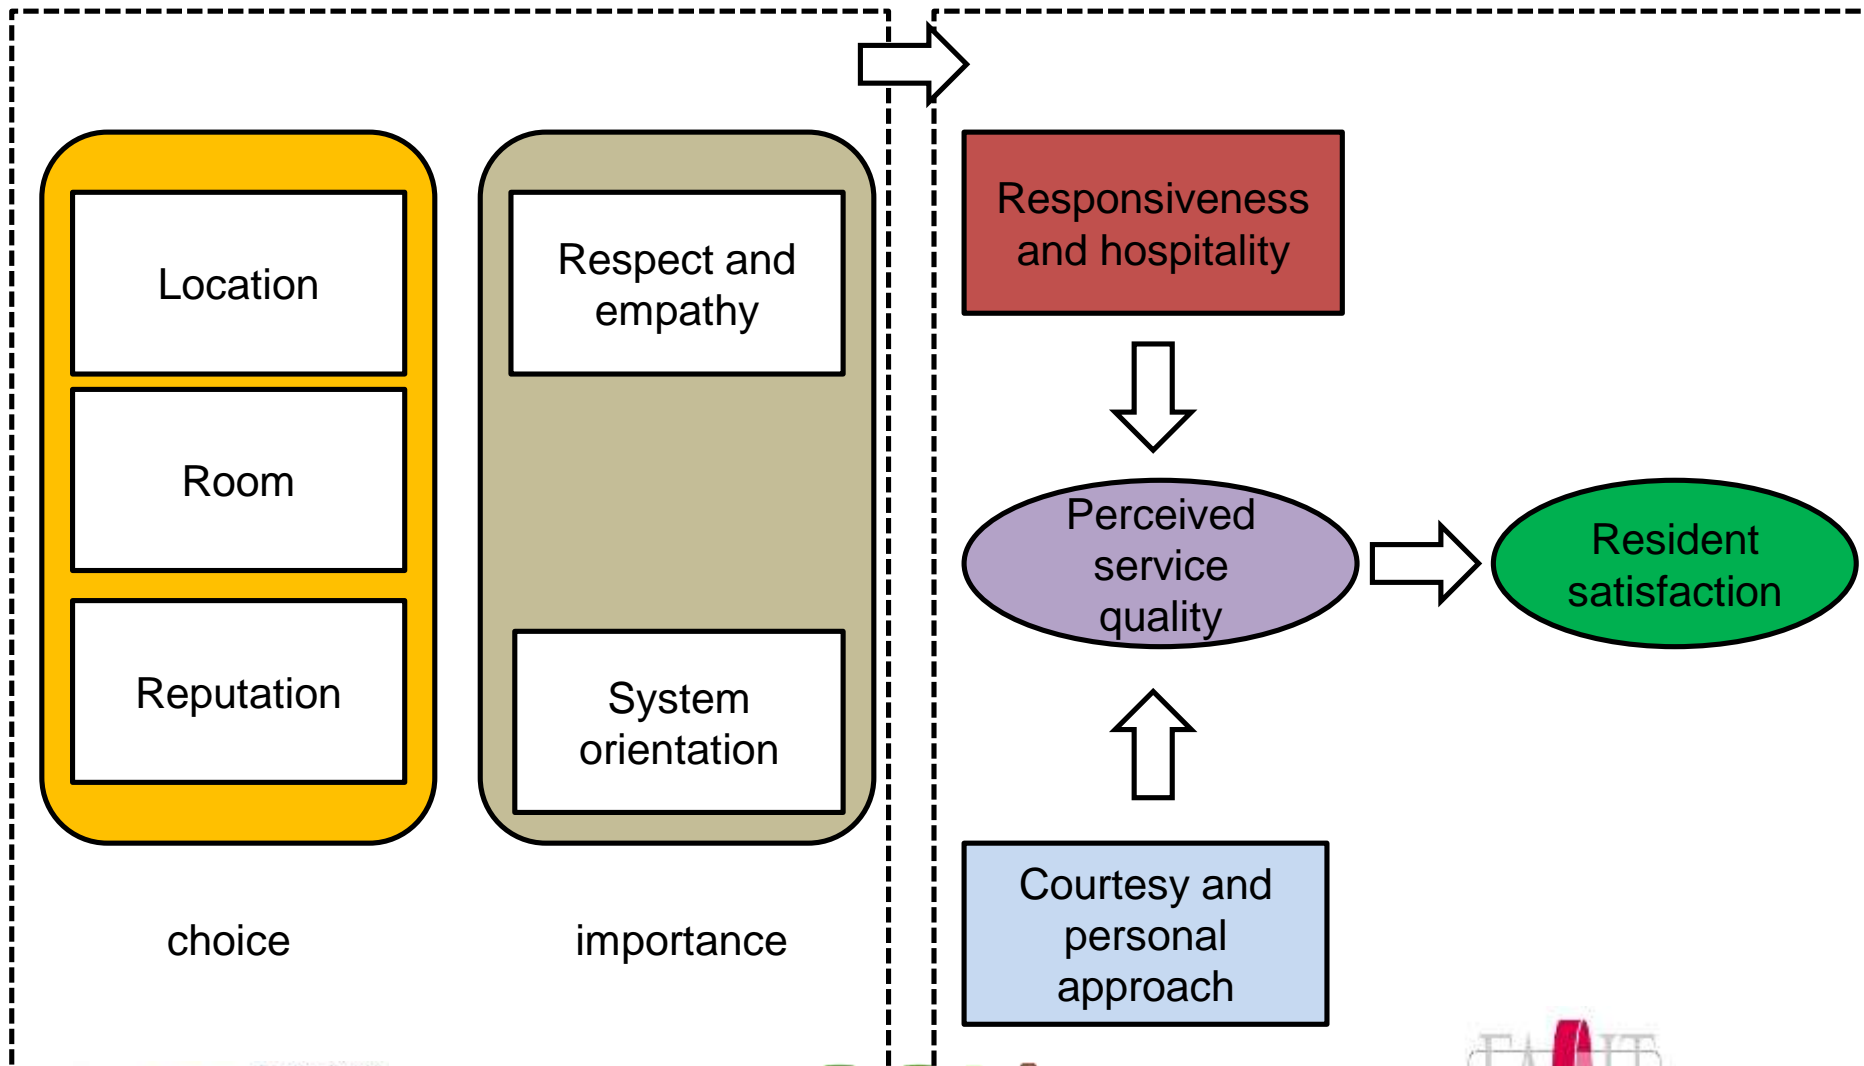 Location
Room
Reputation
choice
Respect and
empathy
System
orientation
importance
Responsiveness
and hospitality
Perceived
service
quality
Resident
satisfaction
Courtesy and
personal
approach